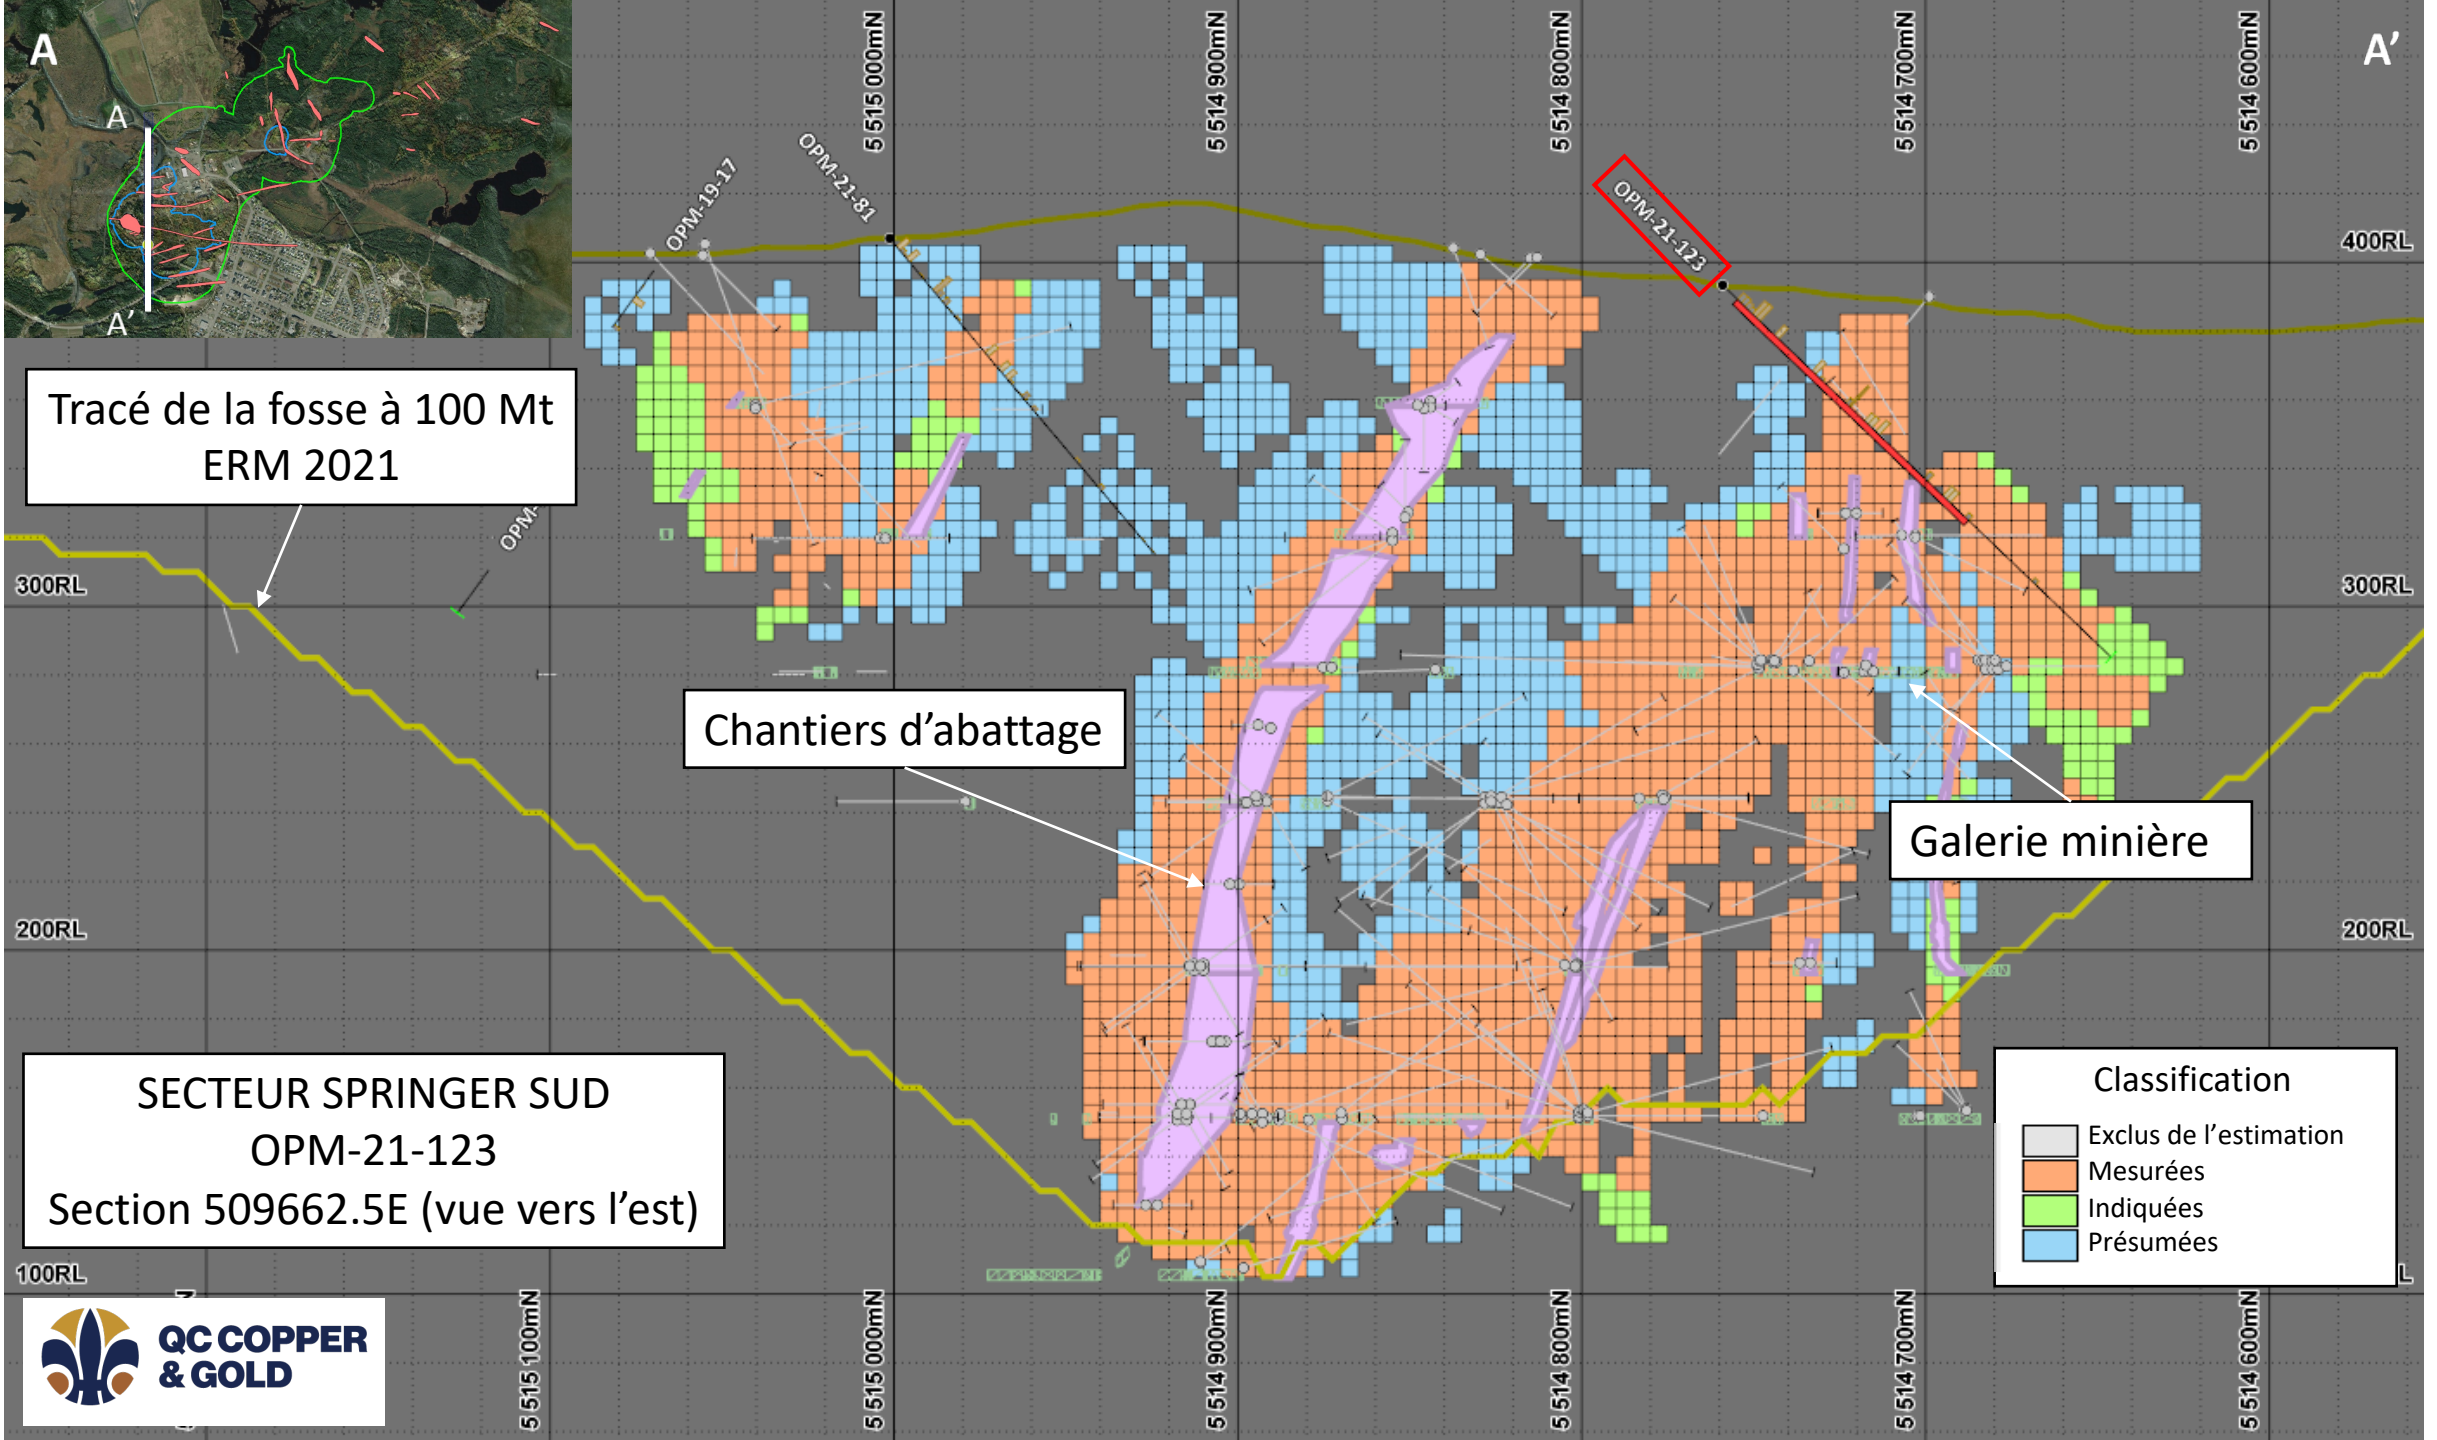 A
A
A'
5 515 000mN
5 514 900mN
5 514 800mN
5 514 700mN
5 514 600mN
A'
OPM-19-17
OPM-21-81
OPM-21-123
400RL
Tracé de la fosse à 100 Mt
ERM 2021
OPM-
300RL
300RL
Chantiers d'abattage
Galerie minière
200RL
200RL
SECTEUR SPRINGER SUD
OPM-21-123
Section 509662.5E (vue vers l'est)
Classification
Exclus de l'estimation
Mesurées
Indiquées
Présumées
100RL
L
N
5 515 100mN
5 515 000mN
5 514 900mN
5 514 800mN
5 514 700mN
5 514 600mN
QC COPPER
& GOLD